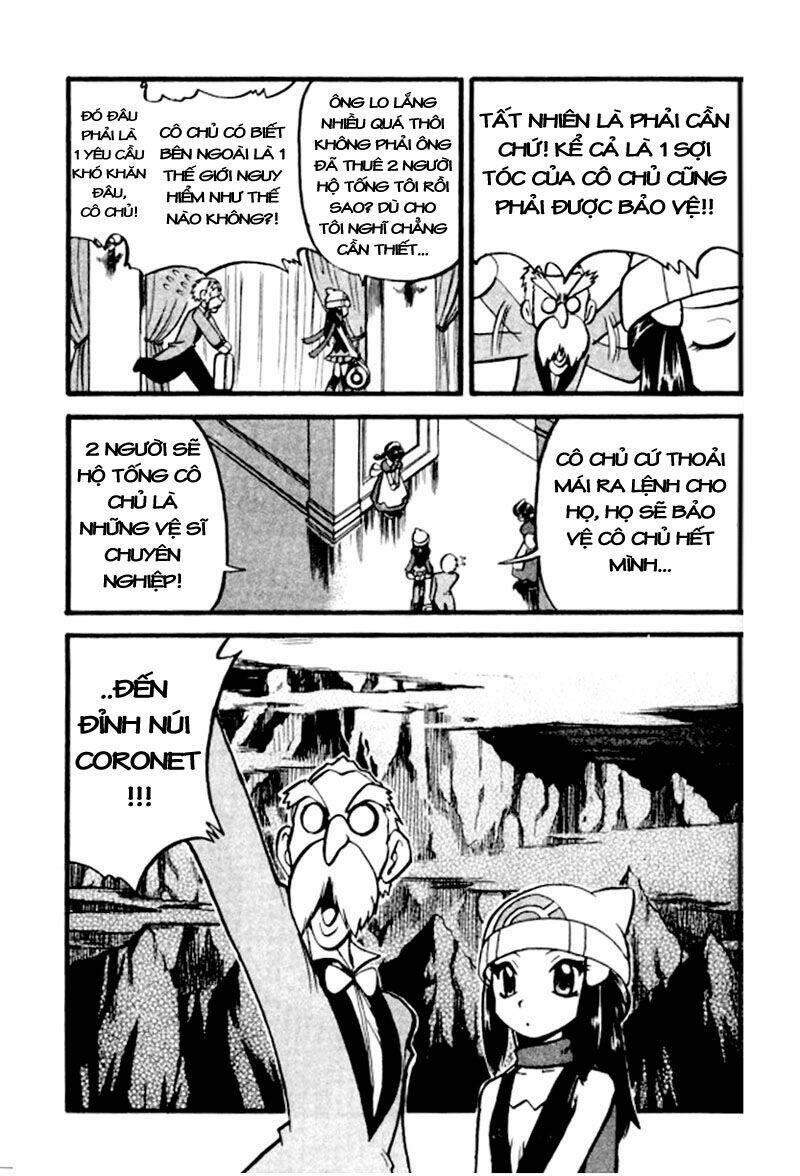 ĐÓ ĐÂU
PHẢI LÀ
1 YÊU CẦU
KHÓ KHĂN
ĐÂU,
CÔ CHỦ!
CÔ CHỦ CÓ BIẾT
BÊN NGOÀI LÀ 1
THẾ GIỚI NGUY
HIỂM NHƯ THẾ
NÀO KHÔNG?!
ÔNG LO LẮNG
NHIỀU QUÁ THÔI
KHÔNG PHẢI ÔNG
ĐÃ THUÊ 2 NGƯỜI
HỘ TỐNG TÔI RỒI
SAO? DÙ CHO
TÔI NGHĨ CHẲNG
CẦN THIẾT...
TẤT NHIÊN LÀ PHẢI CẦN
CHỨ! KỂ CẢ LÀ 1 SỢI
TÓC CỦA CÔ CHỦ CŨNG
PHẢI ĐƯỢC BẢO VỆ!!
2 NGƯỜI SẼ
HỘ TỐNG CÔ
CHỦ LÀ
NHỮNG VỆ SĨ
CHUYÊN
NGHIỆP!
CÔ CHỦ CỨ THOẢI
MÁI RA LỆNH CHO
HỌ, HỌ SẼ BẢO
VỆ CÔ CHỦ HẾT
MÌNH...
..ĐẾN
ĐỈNH NÚI
CORONET
!!!